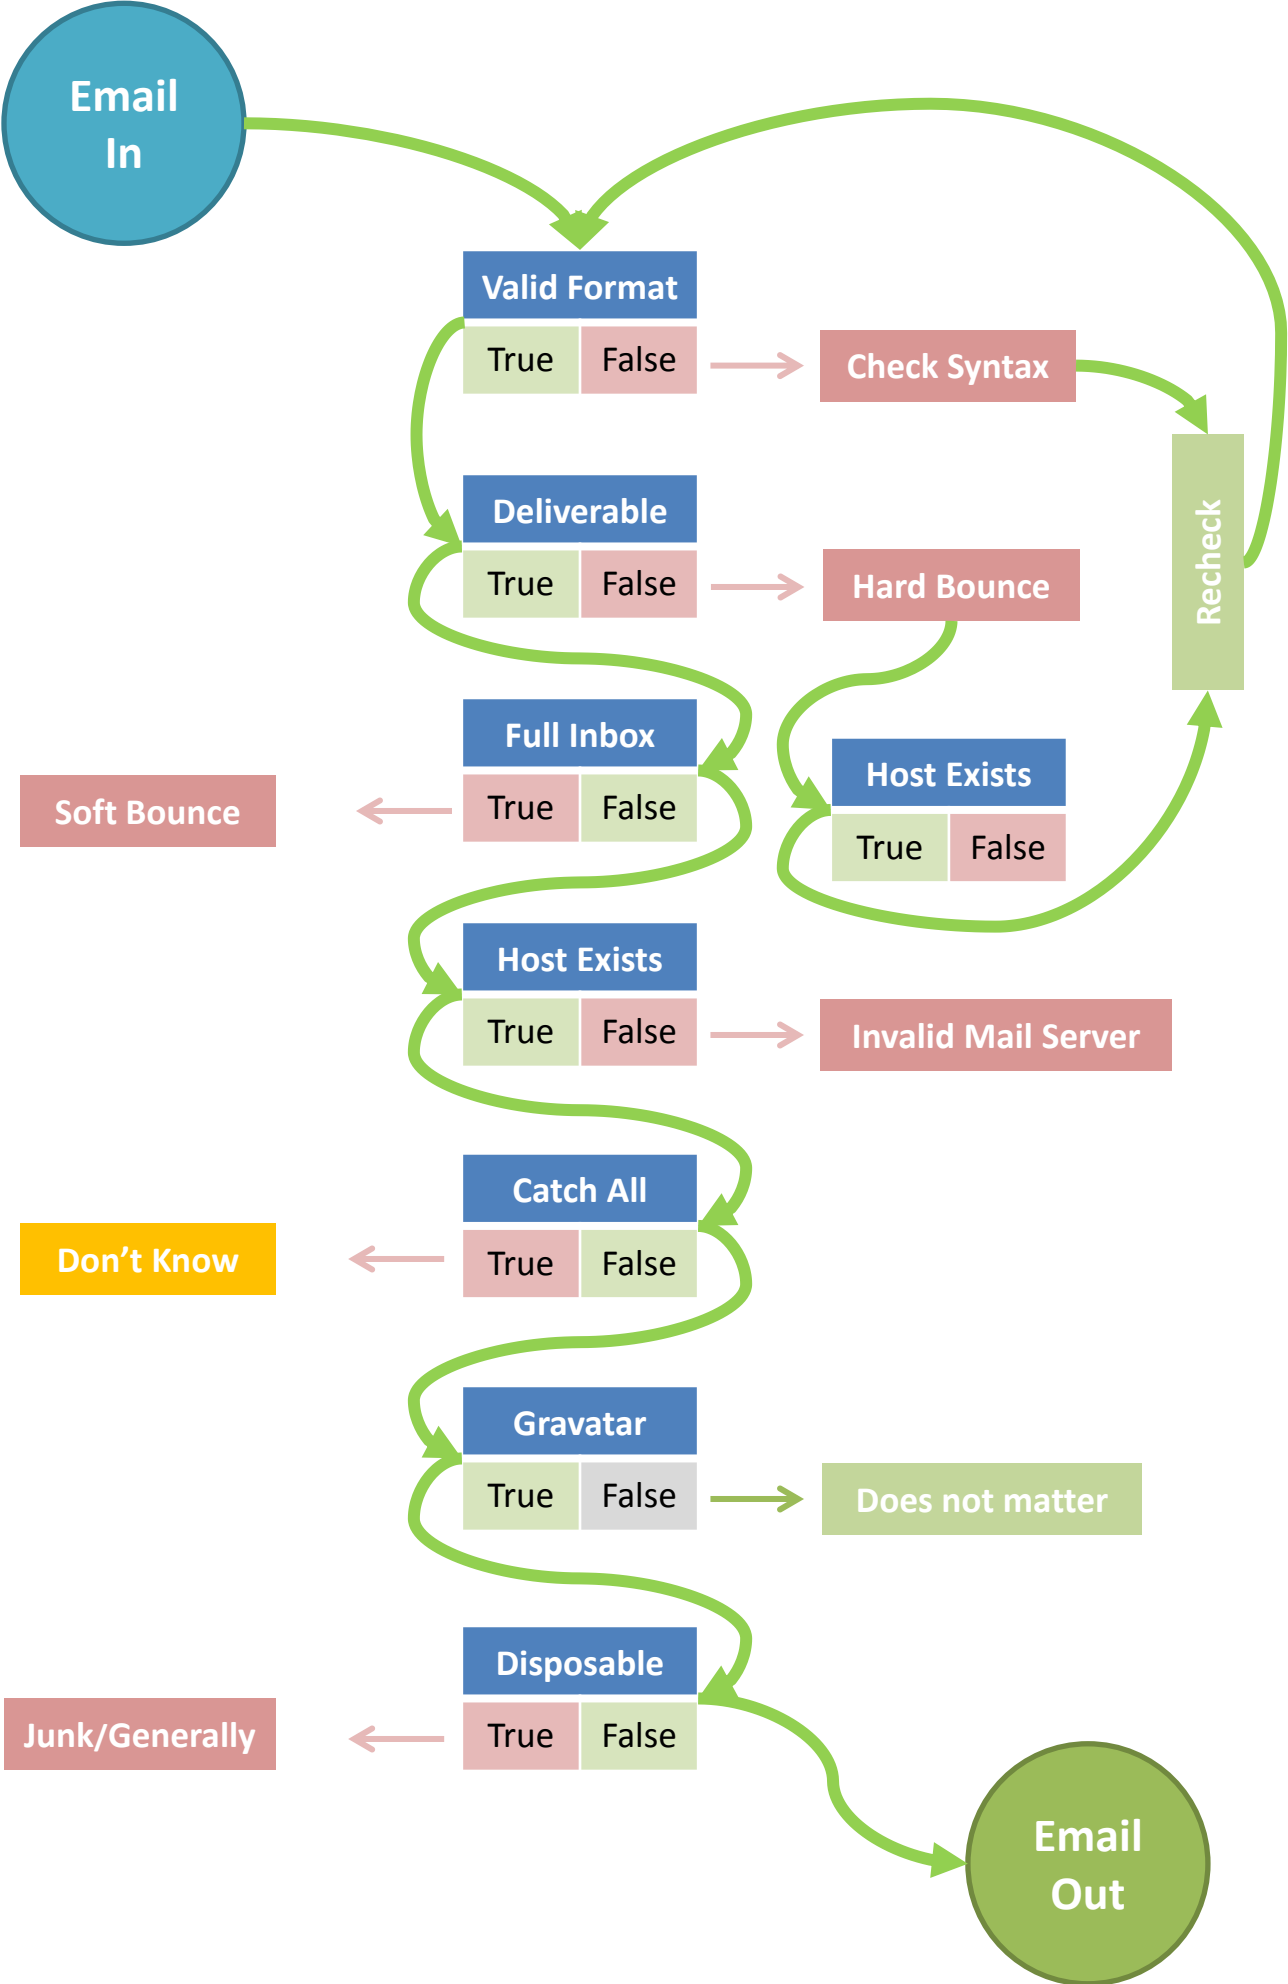 Email
In
Valid Format
True False
Check Syntax
Recheck
Deliverable
True False
Hard Bounce
Full Inbox
True False
Soft Bounce
Host Exists
True False
Host Exists
True False
Invalid Mail Server
Catch All
True False
Don’t Know
Gravatar
True False
Does not matter
Disposable
True False
Junk/Generally
Email
Out